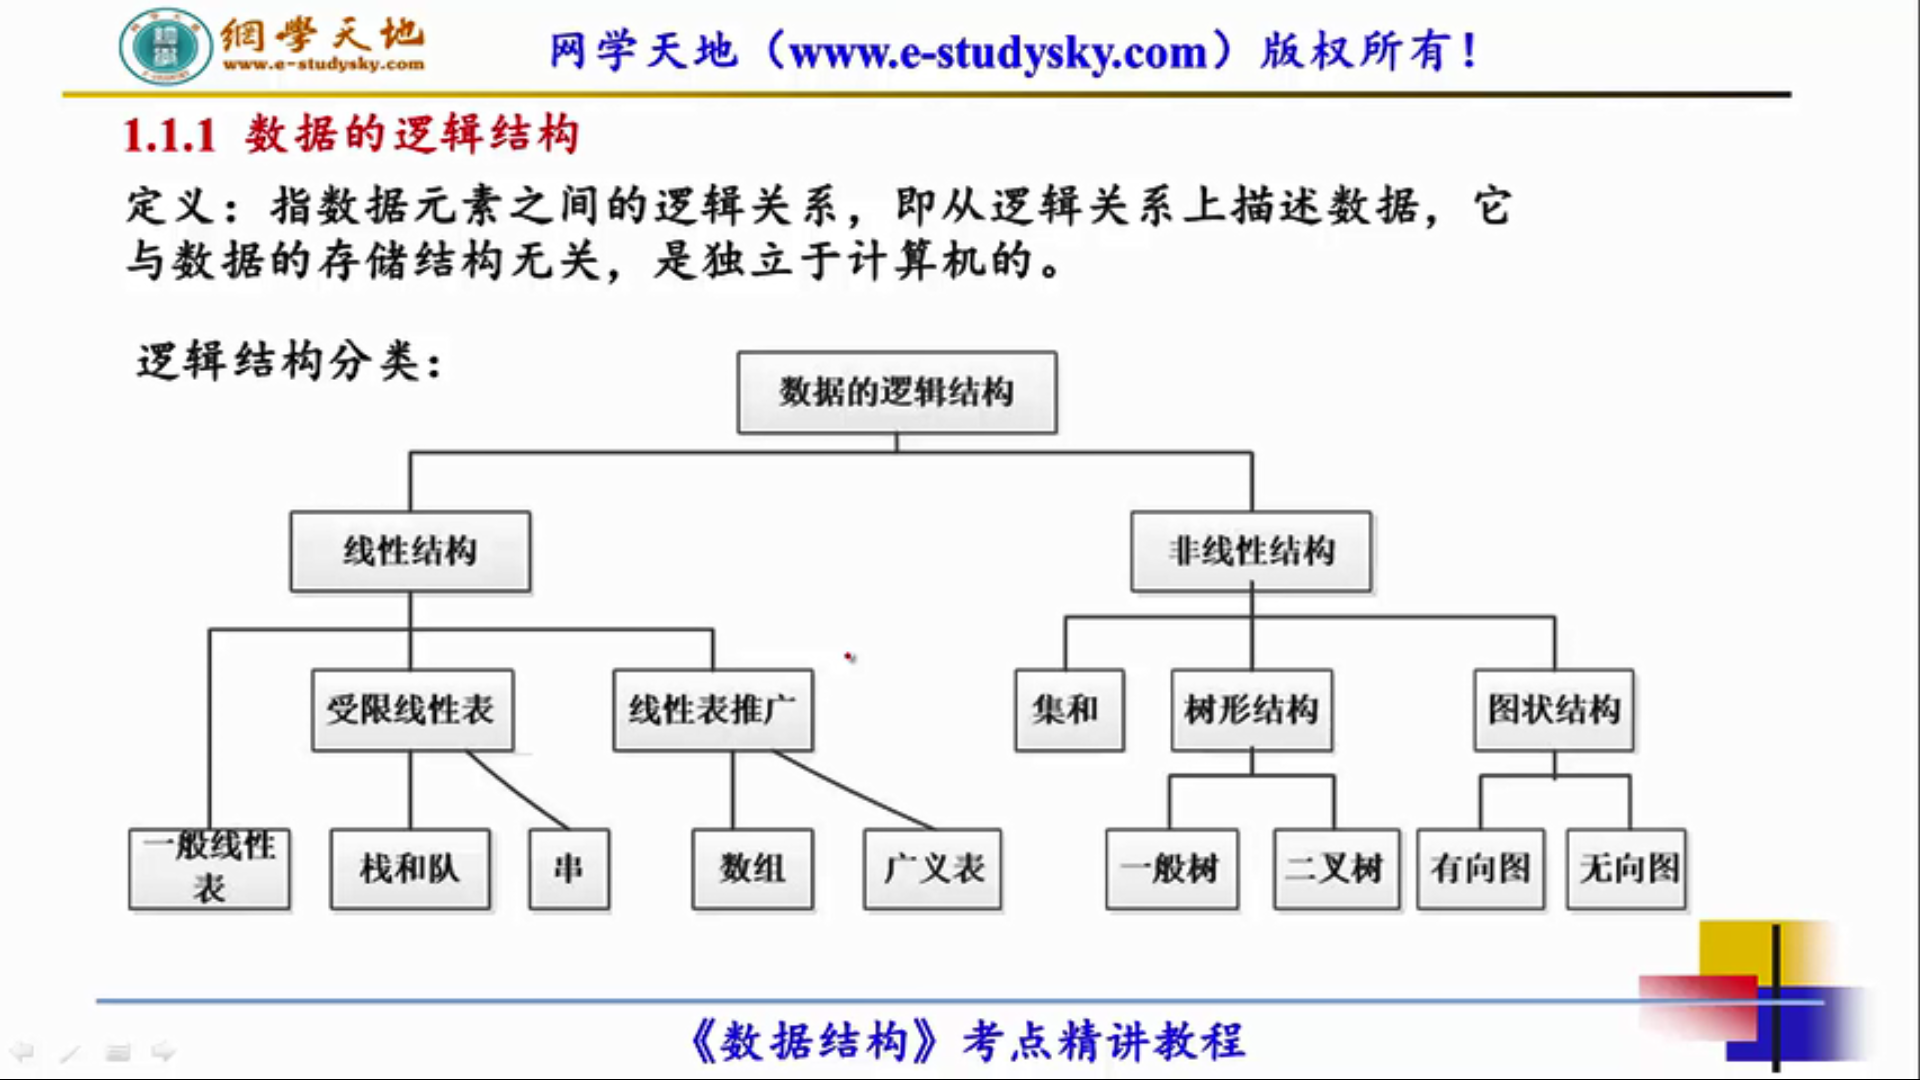 網學天地
www.e-studysky.com
网学天地（www.e-studysky.com）版权所有！
1.1.1 数据的逻辑结构
定义：指数据元素之间的逻辑关系，即从逻辑关系上描述数据，它
与数据的存储结构无关，是独立于计算机的。
逻辑结构分类：
数据的逻辑结构
线性结构
非线性结构
受限线性表
线性表推广
集和
树形结构
图状结构
一般线性
表
栈和队
串
数组
广义表
一般树
二叉树
有向图
无向图
《数据结构》考点精讲教程